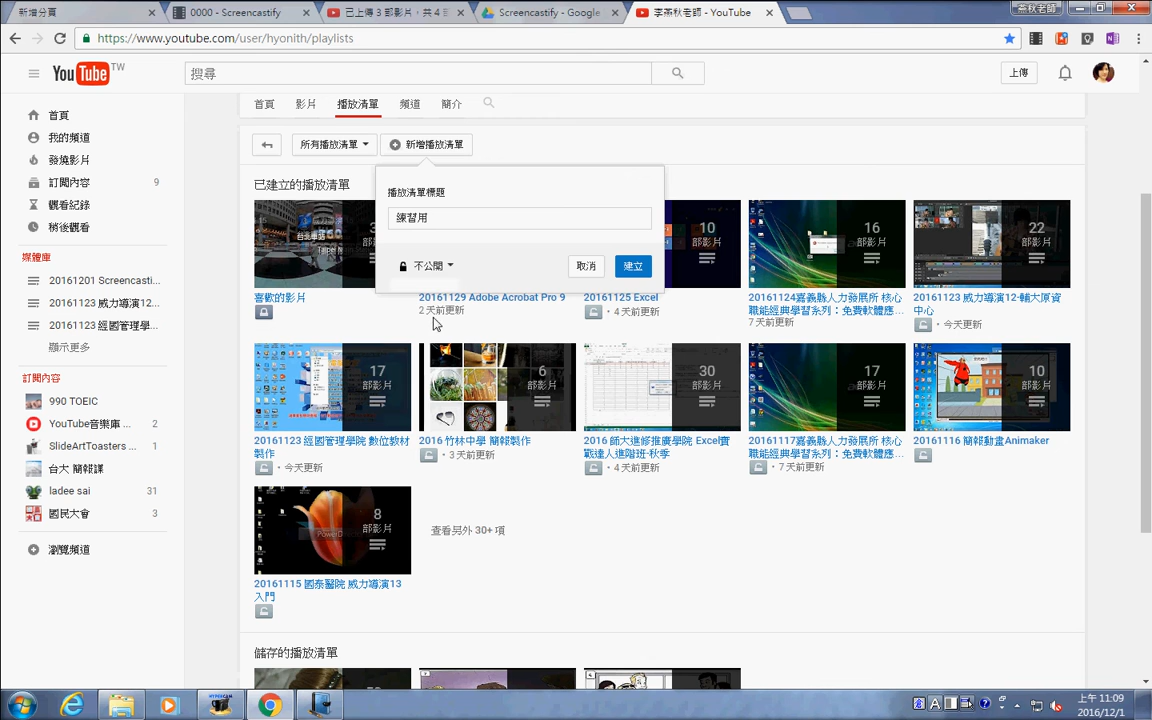 新增分頁
0000 - Screencastify
已上傳 3 部影片，共 4 部
Screencastify - Google
李燕秋老師 - YouTube
燕秋老師
https://www.youtube.com/user/hyonith/playlists
YouTube TW
搜尋
上傳
首頁
我的頻道
發燒影片
訂閱內容 9
觀看紀錄
稍後觀看
媒體庫
20161201 Screencasti...
20161123 威力導演12...
20161123 經國管理學...
顯示更多
訂閱內容
990 TOEIC
YouTube音樂庫 ... 2
SlideArtToasters ... 1
台大 簡報課
ladee sai 31
國民大會 3
瀏覽頻道
首頁 影片 播放清單 頻道 簡介
所有播放清單
新增播放清單
已建立的播放清單
播放清單標題
練習用
不公開
取消
建立
喜歡的影片
20161129 Adobe Acrobat Pro 9
2 天前更新
10
部影片
20161125 Excel
• 4天前更新
16
部影片
20161124嘉義縣人力發展所 核心
職能經典學習系列：免費軟體應...
7 天前更新
22
部影片
20161123 威力導演12-輔大原資
中心
• 今天更新
17
部影片
20161123 經國管理學院 數位教材
製作
• 今天更新
6
部影片
2016 竹林中學 簡報製作
• 3天前更新
30
部影片
2016 師大進修推廣學院 Excel實
戰達人進階班-秋季
• 4天前更新
17
部影片
20161117嘉義縣人力發展所 核心
職能經典學習系列：免費軟體應...
• 7天前更新
10
部影片
20161116 簡報動畫Animaker
8
部影片
20161115 國泰醫院 威力導演13
入門
查看另外 30+ 項
儲存的播放清單
上午 11:09
2016/12/1